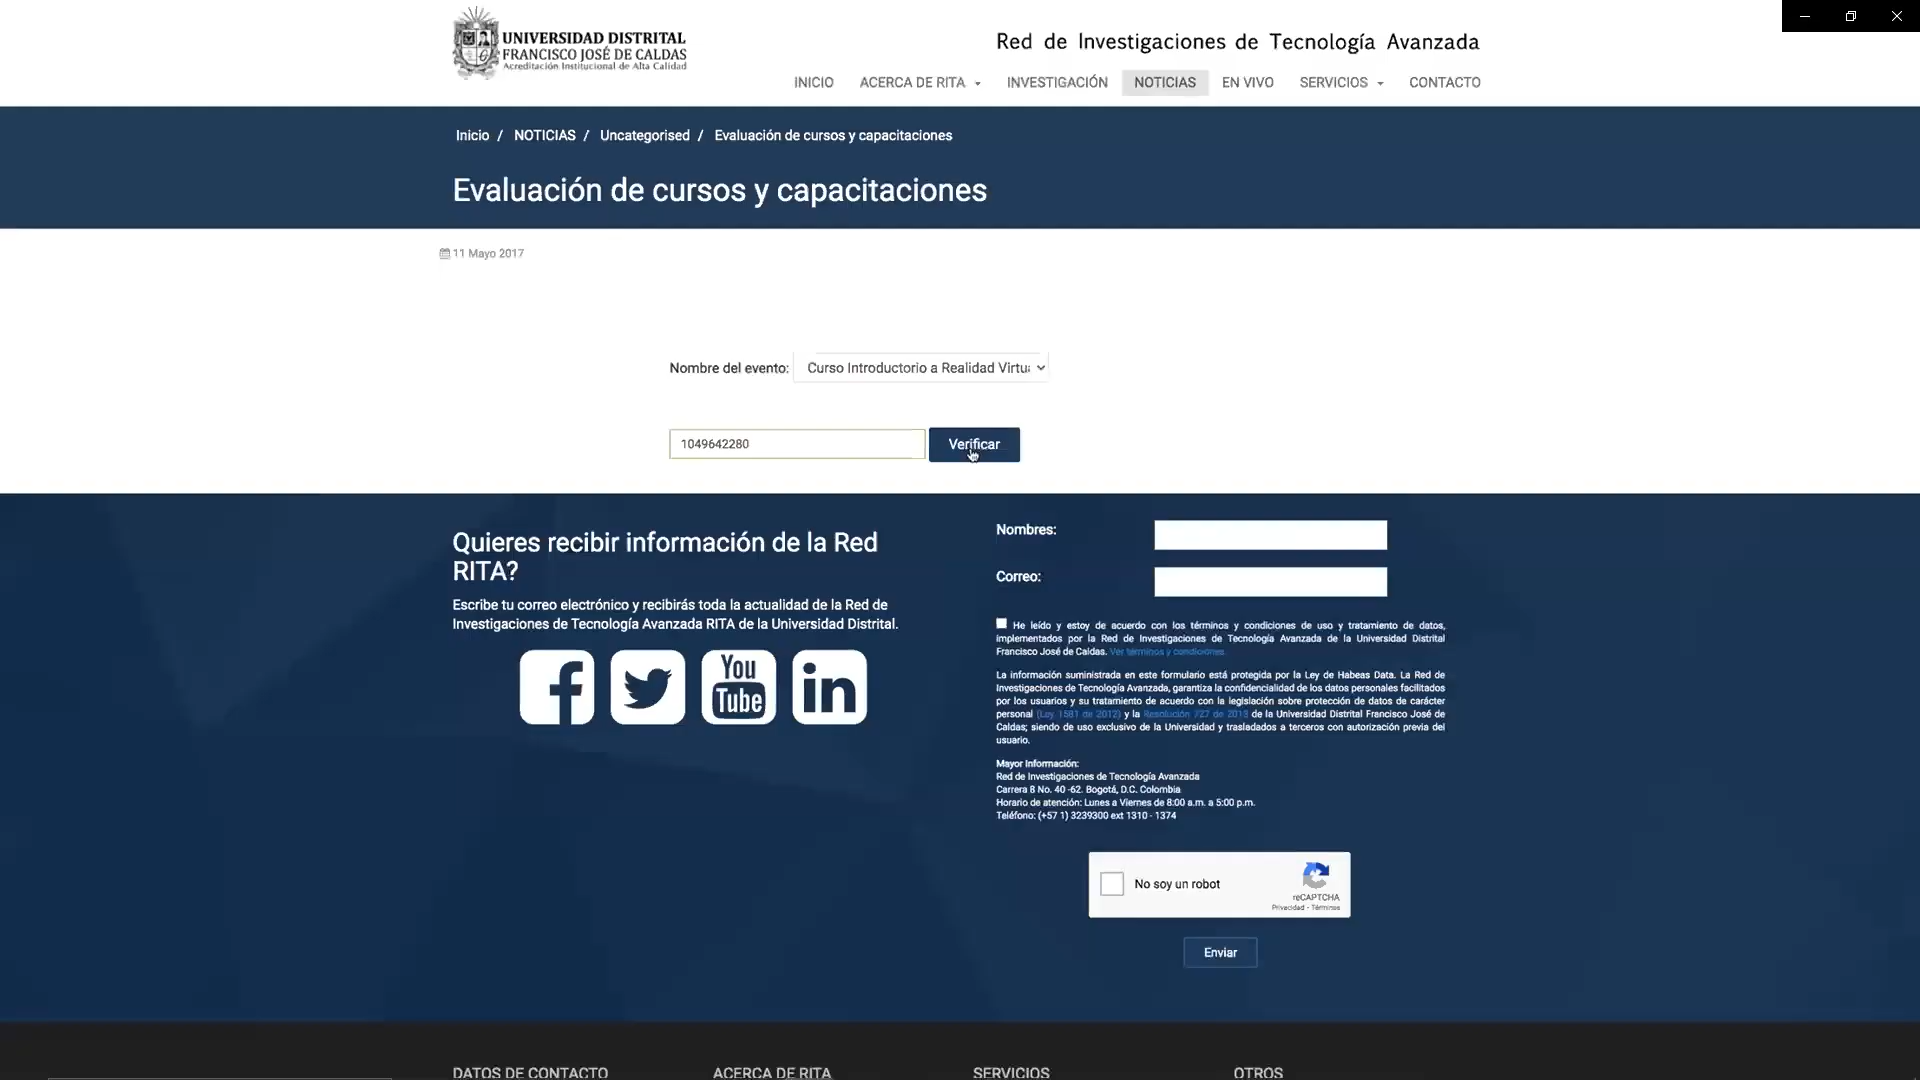 UNIVERSIDAD DISTRITAL
FRANCISCO JOSÉ DE CALDAS
Acreditación Institucional de Alta Calidad
Red de Investigaciones de Tecnología Avanzada
INICIO ACERCA DE RITA INVESTIGACIÓN NOTICIAS EN VIVO SERVICIOS CONTACTO
Inicio / NOTICIAS / Uncategorised / Evaluación de cursos y capacitaciones
Evaluación de cursos y capacitaciones
11 Mayo 2017
Nombre del evento: Curso Introductorio a Realidad Virtu
1049642280 Verificar
Quieres recibir información de la Red
RITA?
Escribe tu correo electrónico y recibirás toda la actualidad de la Red de
Investigaciones de Tecnología Avanzada RITA de la Universidad Distrital.
You
Tube
in
Nombres:
Correo:
He leído y estoy de acuerdo con los términos y condiciones de uso y tratamiento de datos,
implementados por la Red de Investigaciones de Tecnología Avanzada de la Universidad Distrital
Francisco José de Caldas. Ver términos y condiciones.
La información suministrada en este formulario está protegida por la Ley de Habeas Data. La Red de
Investigaciones de Tecnología Avanzada, garantiza la confidencialidad de los datos personales facilitados
por los usuarios y su tratamiento de acuerdo con la legislación sobre protección de datos de carácter
personal (Ley 1581 de 2012) y la Resolución 727 de 2013 de la Universidad Distrital Francisco José de
Caldas; siendo de uso exclusivo de la Universidad y trasladados a terceros con autorización previa del
usuario.
Mayor Información:
Red de Investigaciones de Tecnología Avanzada
Carrera 8 No. 40 -62. Bogotá, D.C. Colombia
Horario de atención: Lunes a Viernes de 8:00 a.m. a 5:00 p.m.
Teléfono: (+57 1) 3239300 ext 1310 - 1374
No soy un robot
reCAPTCHA
Privacidad - Términos
Enviar
DATOS DE CONTACTO ACERCA DE RITA SERVICIOS OTROS